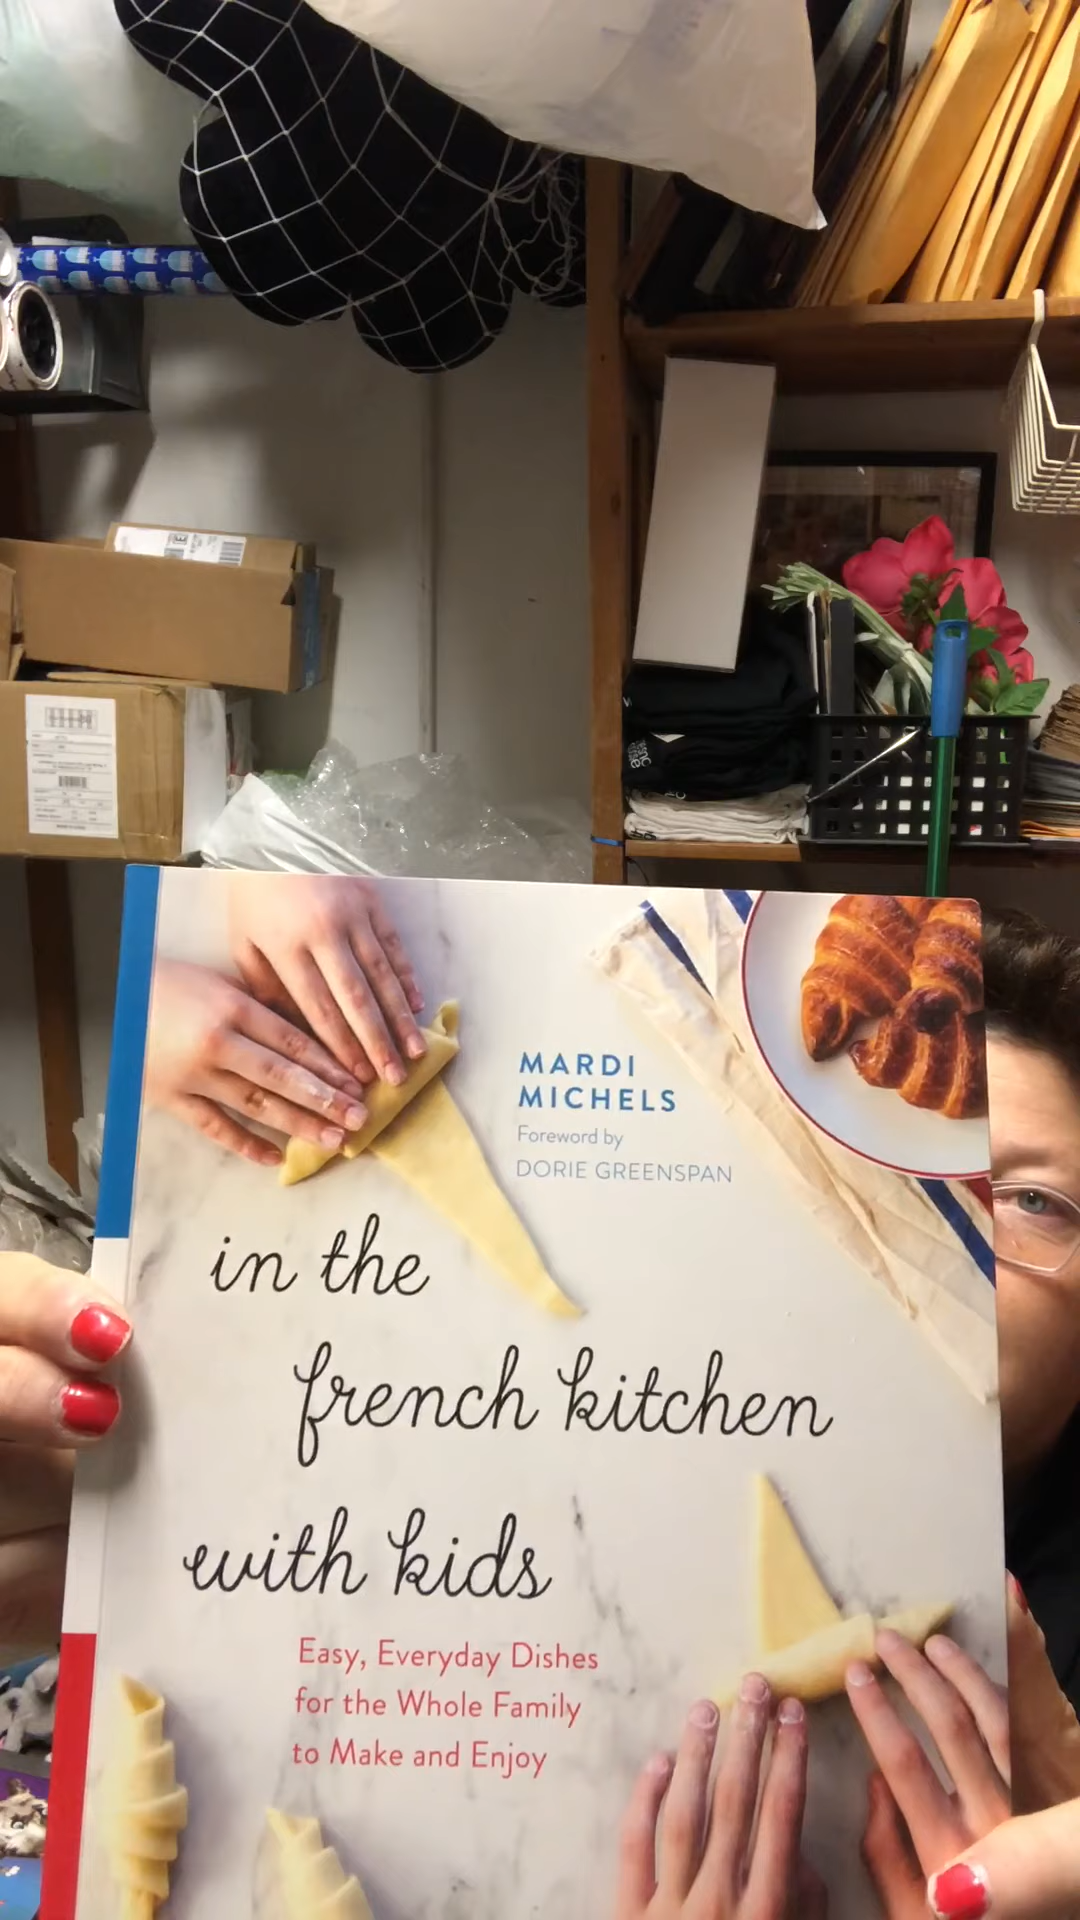 MARDI
MICHELS
Foreword by
DORIE GREENSPAN
in the
french kitchen
with kids
Easy, Everyday Dishes
for the Whole Family
to Make and Enjoy